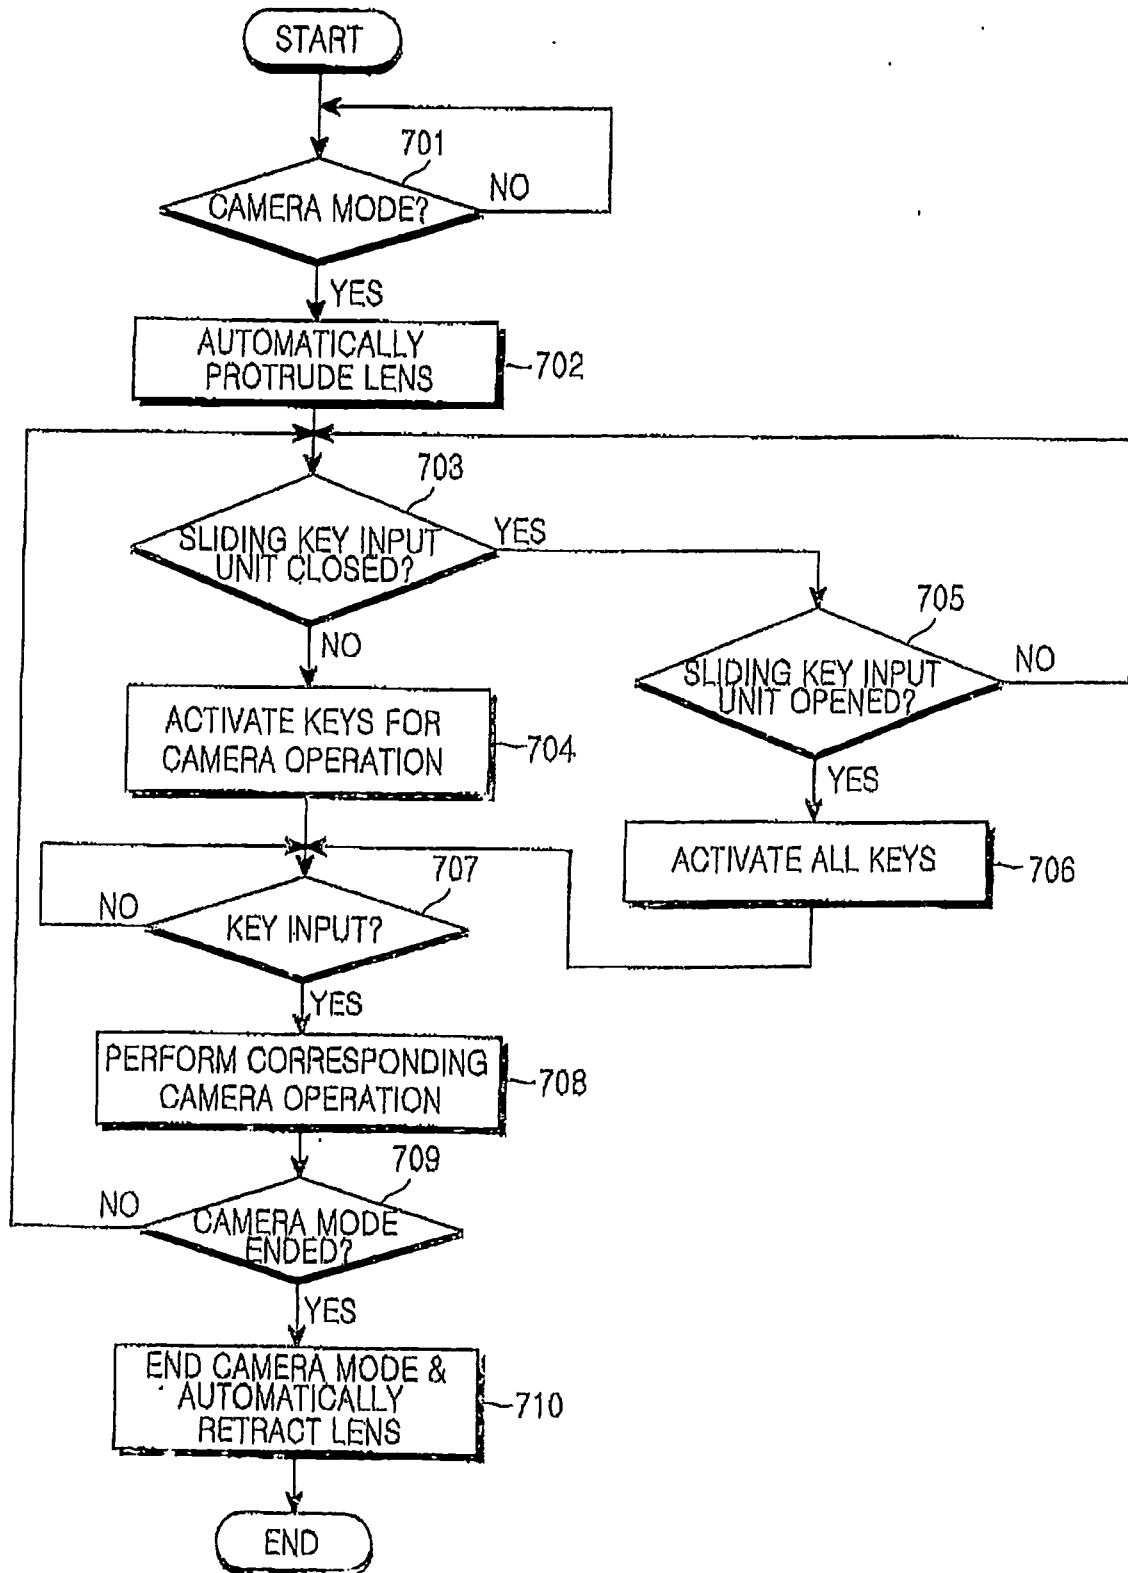 START
701
CAMERA MODE?
NO
YES
AUTOMATICALLY
PROTRUDE LENS
702
703
SLIDING KEY INPUT
UNIT CLOSED?
YES
NO
705
SLIDING KEY INPUT
UNIT OPENED?
NO
YES
ACTIVATE KEYS FOR
CAMERA OPERATION
704
ACTIVATE ALL KEYS
706
707
KEY INPUT?
NO
YES
PERFORM CORRESPONDING
CAMERA OPERATION
708
709
CAMERA MODE
ENDED?
NO
YES
END CAMERA MODE &
AUTOMATICALLY
RETRACT LENS
710
END